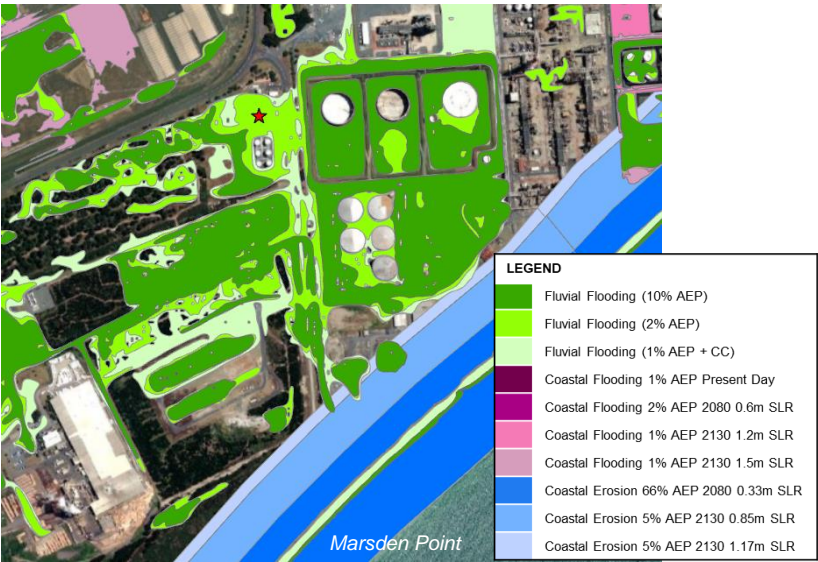 LEGEND
Fluvial Flooding (10% AEP)
Fluvial Flooding (2% AEP)
Fluvial Flooding (1% AEP + CC)
Coastal Flooding 1% AEP Present Day
Coastal Flooding 2% AEP 2080 0.6m SLR
Coastal Flooding 1% AEP 2130 1.2m SLR
Coastal Flooding 1% AEP 2130 1.5m SLR
Coastal Erosion 66% AEP 2080 0.33m SLR
Coastal Erosion 5% AEP 2130 0.85m SLR
Coastal Erosion 5% AEP 2130 1.17m SLR
Marsden Point